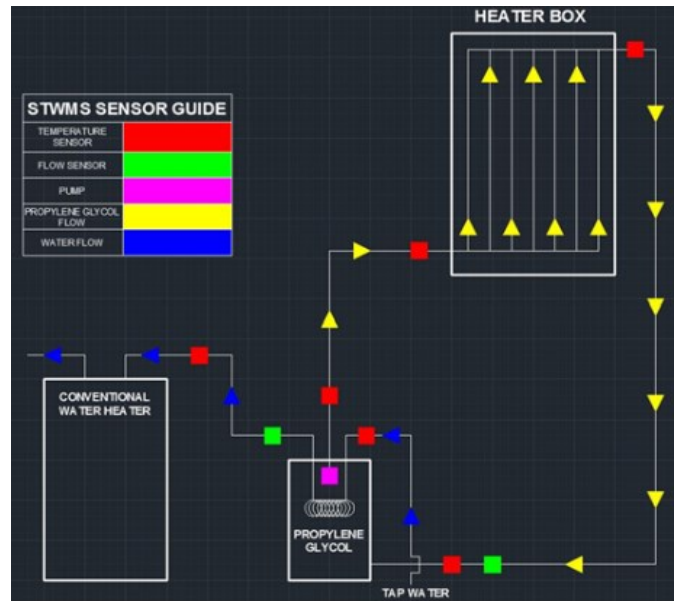 HEATER BOX
STWMS SENSOR GUIDE
TEMPERATURE
SENSOR
FLOW SENSOR
PUMP
PROPYLENE GLYCOL
FLOW
WATER FLOW
CONVENTIONAL
WATER HEATER
PROPYLENE
GLYCOL
TAP WATER